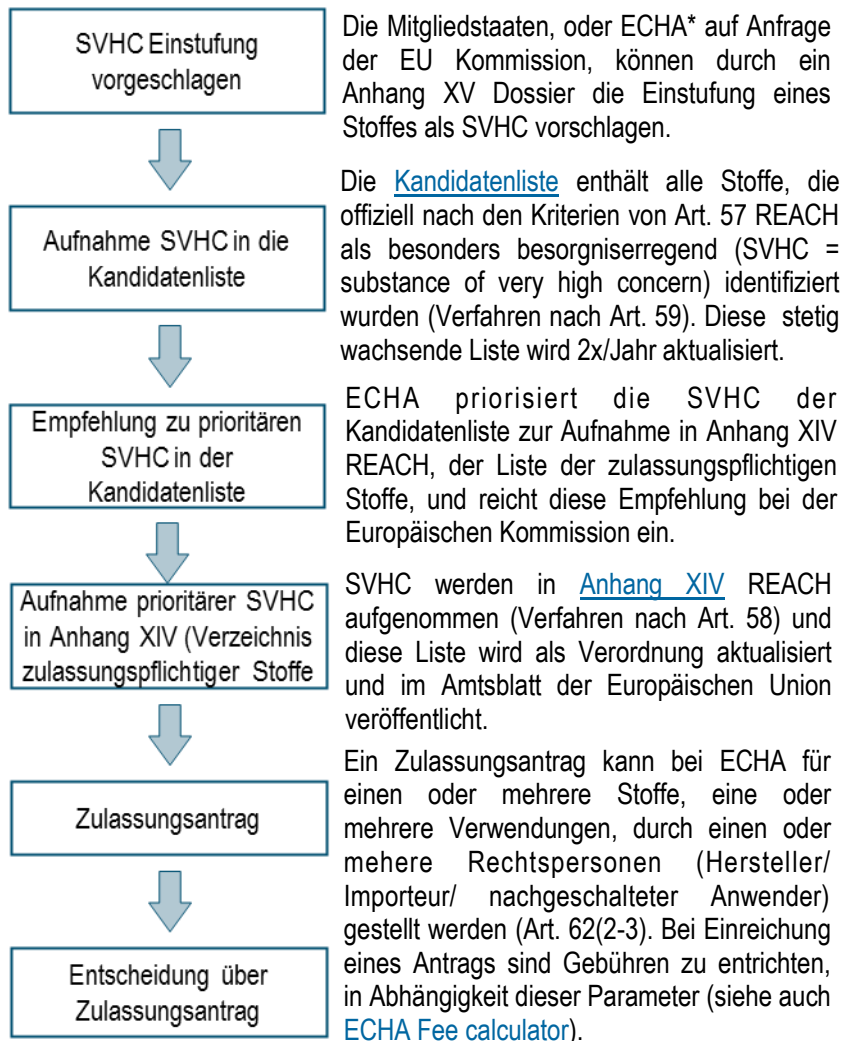 SVHC Einstufung
vorgeschlagen
Die Mitgliedstaaten, oder ECHA* auf Anfrage
der EU Kommission, können durch ein
Anhang XV Dossier die Einstufung eines
Stoffes als SVHC vorschlagen.
Aufnahme SVHC in die
Kandidatenliste
Die Kandidatenliste enthält alle Stoffe, die
offiziell nach den Kriterien von Art. 57 REACH
als besonders besorgniserregend (SVHC =
substance of very high concern) identifiziert
wurden (Verfahren nach Art. 59). Diese stetig
wachsende Liste wird 2x/Jahr aktualisiert.
Empfehlung zu prioritären
SVHC in der
Kandidatenliste
ECHA priorisiert die SVHC der
Kandidatenliste zur Aufnahme in Anhang XIV
REACH, der Liste der zulassungspflichtigen
Stoffe, und reicht diese Empfehlung bei der
Europäischen Kommission ein.
Aufnahme prioritärer SVHC
in Anhang XIV (Verzeichnis
zulassungspflichtiger Stoffe
SVHC werden in Anhang XIV REACH
aufgenommen (Verfahren nach Art. 58) und
diese Liste wird als Verordnung aktualisiert
und im Amtsblatt der Europäischen Union
veröffentlicht.
Zulassungsantrag
Ein Zulassungsantrag kann bei ECHA für
einen oder mehrere Stoffe, eine oder
mehrere Verwendungen, durch einen oder
mehere Rechtspersonen (Hersteller/
Importeur/ nachgeschalteter Anwender)
gestellt werden (Art. 62(2-3). Bei Einreichung
eines Antrags sind Gebühren zu entrichten,
in Abhängigkeit dieser Parameter (siehe auch
ECHA Fee calculator).
Entscheidung über
Zulassungsantrag